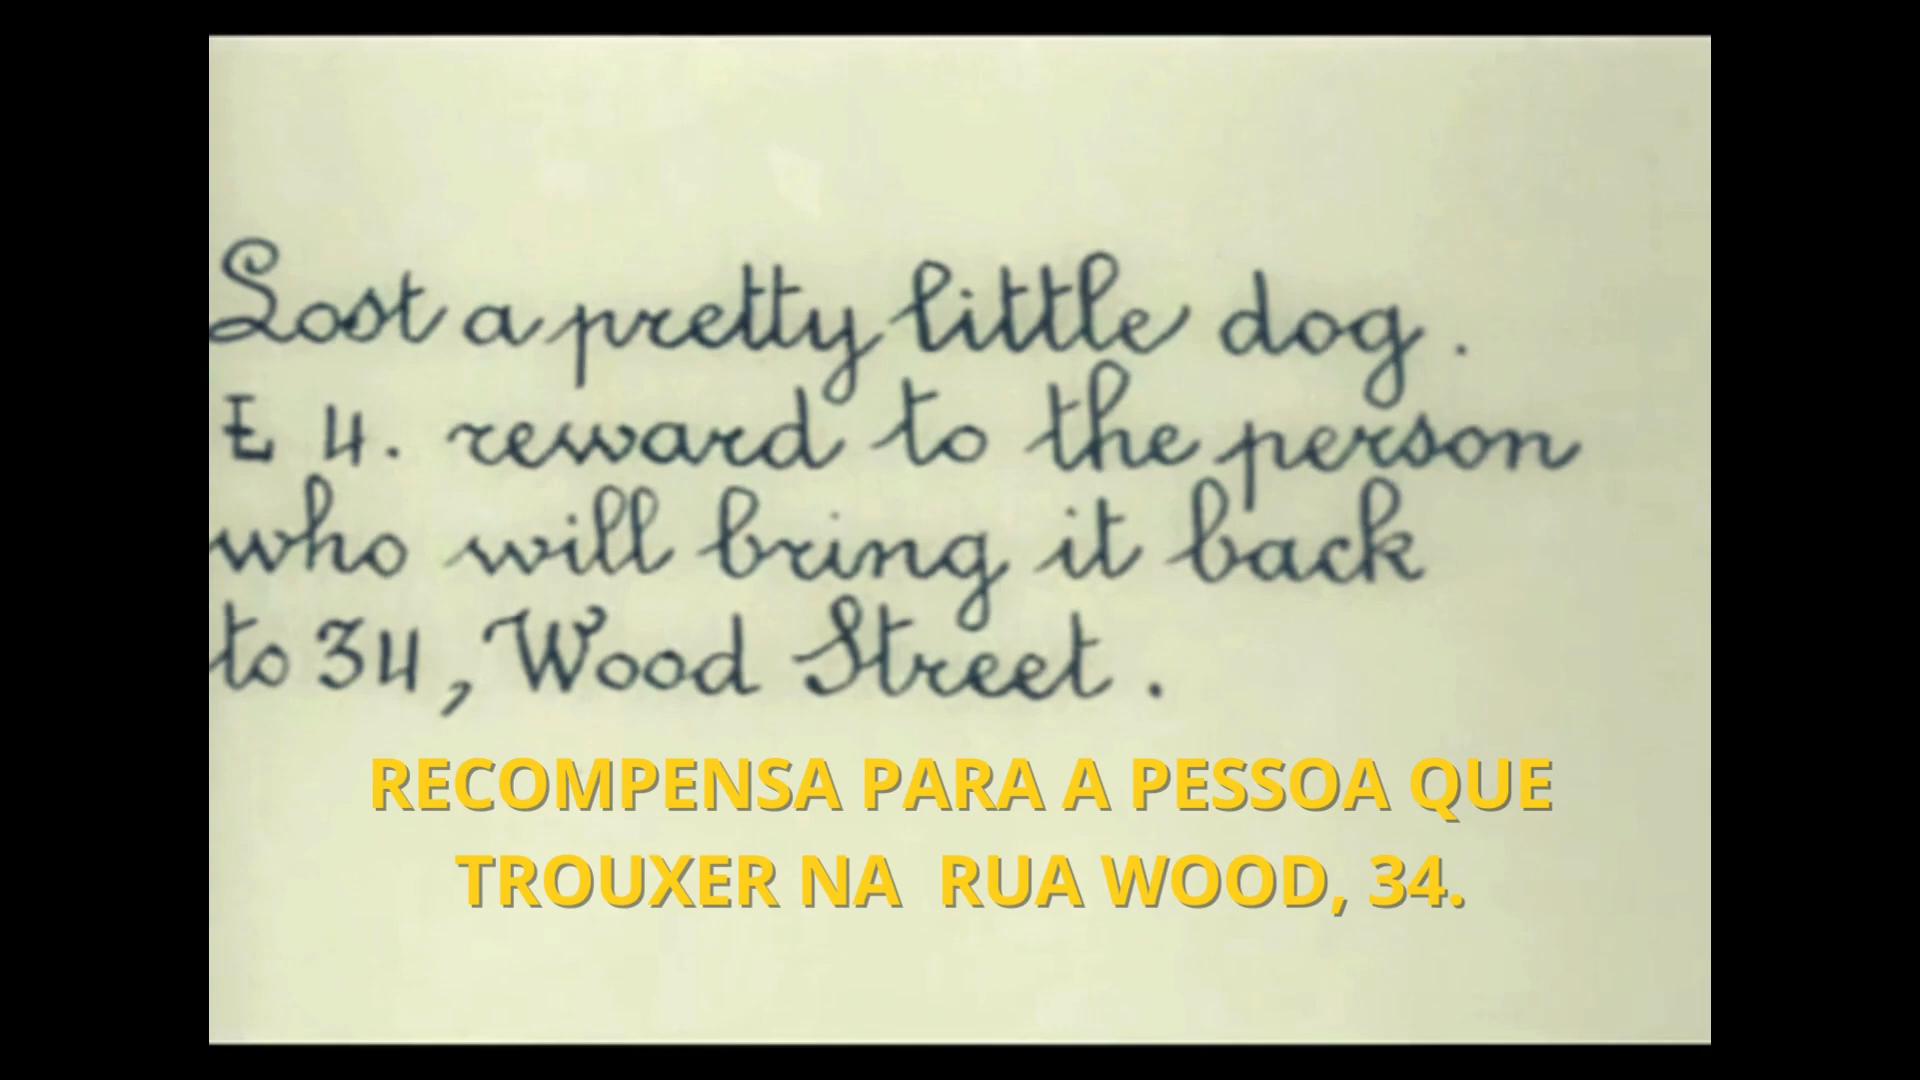 Lost a pretty little dog.
£ 4. reward to the person
who will bring it back
to 34, Wood Street.
RECOMPENSA PARA A PESSOA QUE
TROUXER NA RUA WOOD, 34.